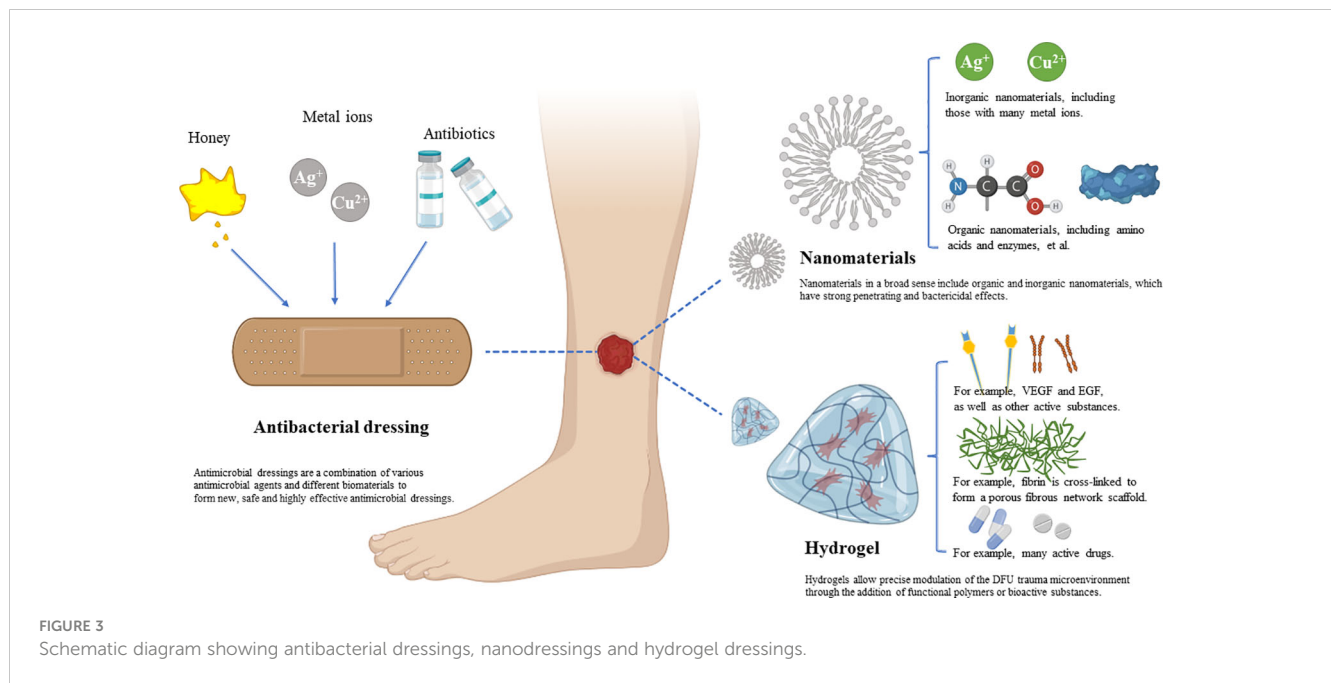 Honey
Metal ions
Antibiotics
Ag+
Cu2+
Antibacterial dressing
Antimicrobial dressings are a combination of various
antimicrobial agents and different biomaterials to
form new, safe and highly effective antimicrobial dressings.
Ag+
Cu2+
Inorganic nanomaterials, including
those with many metal ions.
H
H
O
N
C
C
H
O
H
Organic nanomaterials, including amino
acids and enzymes, et al.
Nanomaterials
Nanomaterials in a broad sense include organic and inorganic nanomaterials, which
have strong penetrating and bactericidal effects.
For example, VEGF and EGF,
as well as other active substances.
For example, fibrin is cross-linked to
form a porous fibrous network scaffold.
For example, many active drugs.
Hydrogel
Hydrogels allow precise modulation of the DFU trauma microenvironment
through the addition of functional polymers or bioactive substances.
FIGURE 3
Schematic diagram showing antibacterial dressings, nanodressings and hydrogel dressings.